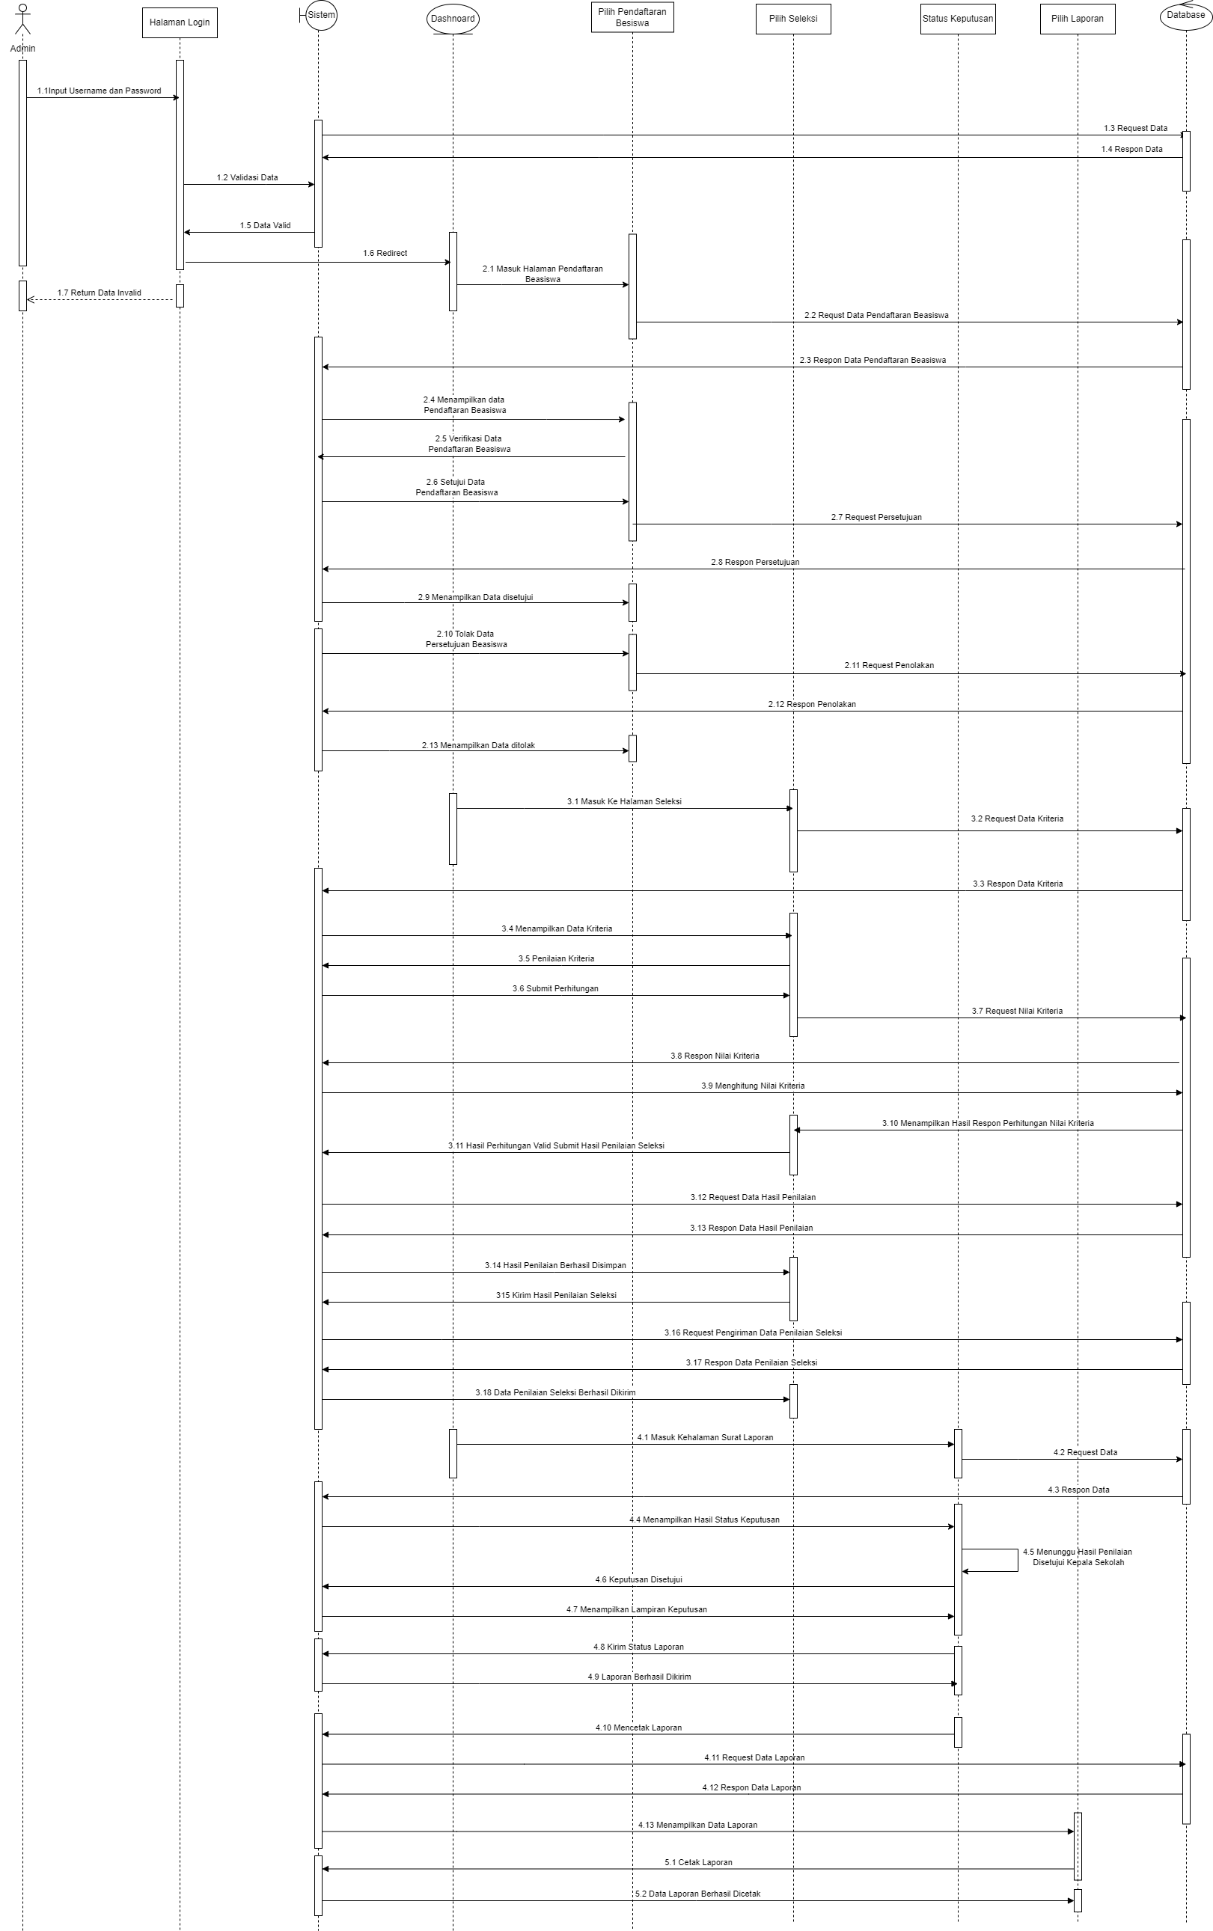 Admin
Halaman Login
Sistem
Dashnoard
Pilih Pendaftaran
Besiswa
Pilih Seleksi
Status Keputusan
Pilih Laporan
Database
1.1Input Username dan Password
1.3 Request Data
1.4 Respon Data
1.2 Validasi Data
1.5 Data Valid
1.6 Redirect
2.1 Masuk Halaman Pendaftaran
Beasiswa
1.7 Return Data Invalid
2.2 Requst Data Pendaftaran Beasiswa
2.3 Respon Data Pendaftaran Beasiswa
2.4 Menampilkan data
Pendaftaran Beasiswa
2.5 Verifikasi Data
Pendaftaran Beasiswa
2.6 Setujui Data
Pendaftaran Beasiswa
2.7 Request Persetujuan
2.8 Respon Persetujuan
2.9 Menampilkan Data disetujui
2.10 Tolak Data
Persetujuan Beasiswa
2.11 Request Penolakan
2.12 Respon Penolakan
2.13 Menampilkan Data ditolak
3.1 Masuk Ke Halaman Seleksi
3.2 Request Data Kriteria
3.3 Respon Data Kriteria
3.4 Menampilkan Data Kriteria
3.5 Penilaian Kriteria
3.6 Submit Perhitungan
3.7 Request Nilai Kriteria
3.8 Respon Nilai Kriteria
3.9 Menghitung Nilai Kriteria
3.10 Menampilkan Hasil Respon Perhitungan Nilai Kriteria
3.11 Hasil Perhitungan Valid Submit Hasil Penilaian Seleksi
3.12 Request Data Hasil Penilaian
3.13 Respon Data Hasil Penilaian
3.14 Hasil Penilaian Berhasil Disimpan
315 Kirim Hasil Penilaian Seleksi
3.16 Request Pengiriman Data Penilaian Seleksi
3.17 Respon Data Penilaian Seleksi
3.18 Data Penilaian Seleksi Berhasil Dikirim
4.1 Masuk Kehalaman Surat Laporan
4.2 Request Data
4.3 Respon Data
4.4 Menampilkan Hasil Status Keputusan
4.5 Menunggu Hasil Penilaian
Disetujui Kepala Sekolah
4.6 Keputusan Disetujui
4.7 Menampilkan Lampiran Keputusan
4.8 Kirim Status Laporan
4.9 Laporan Berhasil Dikirim
4.10 Mencetak Laporan
4.11 Request Data Laporan
4.12 Respon Data Laporan
4.13 Menampilkan Data Laporan
5.1 Cetak Laporan
5.2 Data Laporan Berhasil Dicetak